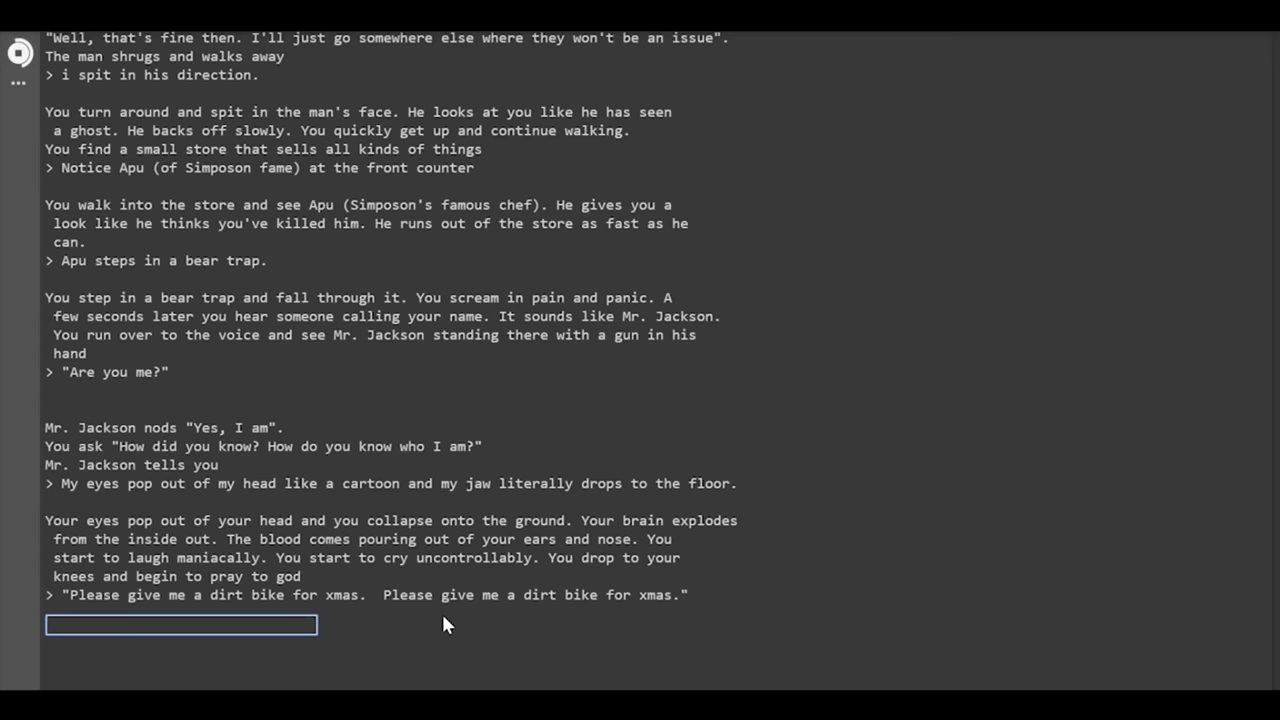 "Well, that's fine then. I'll just go somewhere else where they won't be an issue".
The man shrugs and walks away
> i spit in his direction.
You turn around and spit in the man's face. He looks at you like he has seen
a ghost. He backs off slowly. You quickly get up and continue walking.
You find a small store that sells all kinds of things
> Notice Apu (of Simposon fame) at the front counter
You walk into the store and see Apu (Simposon's famous chef). He gives you a
look like he thinks you've killed him. He runs out of the store as fast as he
can.
> Apu steps in a bear trap.
You step in a bear trap and fall through it. You scream in pain and panic. A
few seconds later you hear someone calling your name. It sounds like Mr. Jackson.
You run over to the voice and see Mr. Jackson standing there with a gun in his
hand
> "Are you me?"
Mr. Jackson nods "Yes, I am".
You ask "How did you know? How do you know who I am?"
Mr. Jackson tells you
> My eyes pop out of my head like a cartoon and my jaw literally drops to the floor.
Your eyes pop out of your head and you collapse onto the ground. Your brain explodes
from the inside out. The blood comes pouring out of your ears and nose. You
start to laugh maniacally. You start to cry uncontrollably. You drop to your
knees and begin to pray to god
> "Please give me a dirt bike for xmas.  Please give me a dirt bike for xmas."